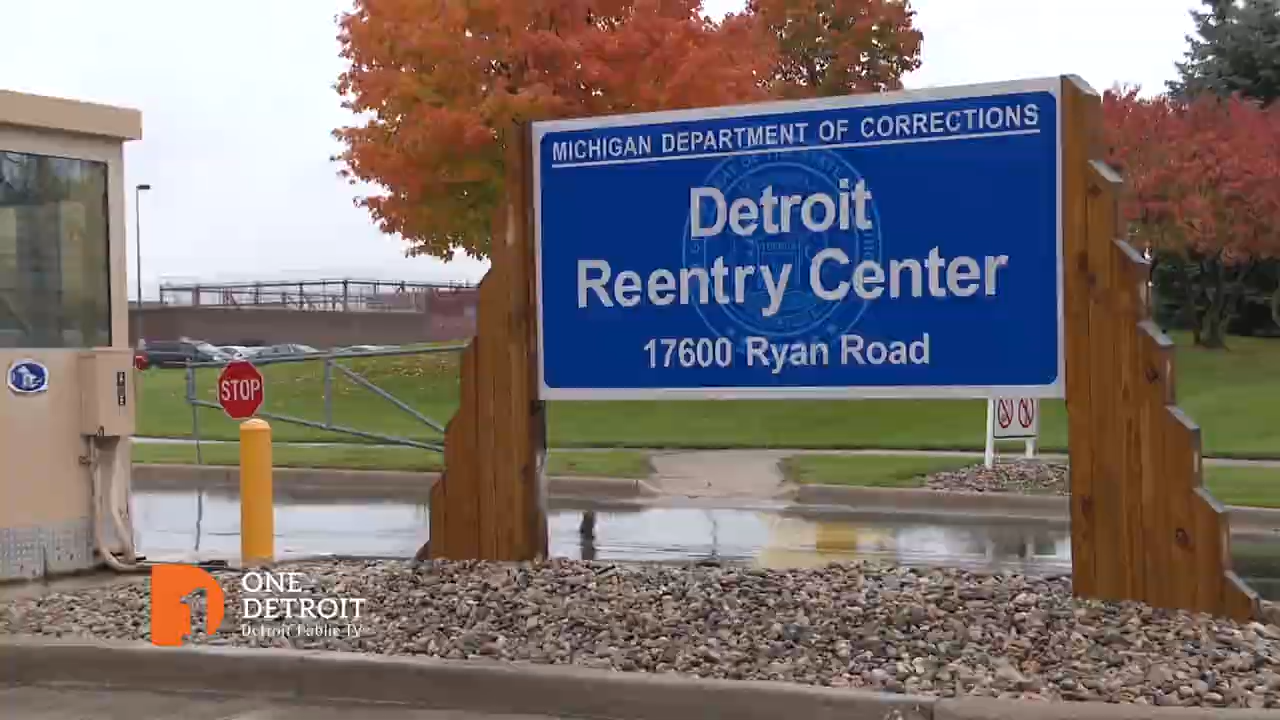 MICHIGAN DEPARTMENT OF CORRECTIONS
Detroit
Reentry Center
17600 Ryan Road
STOP
ONE
DETROIT
Detroit Public TV